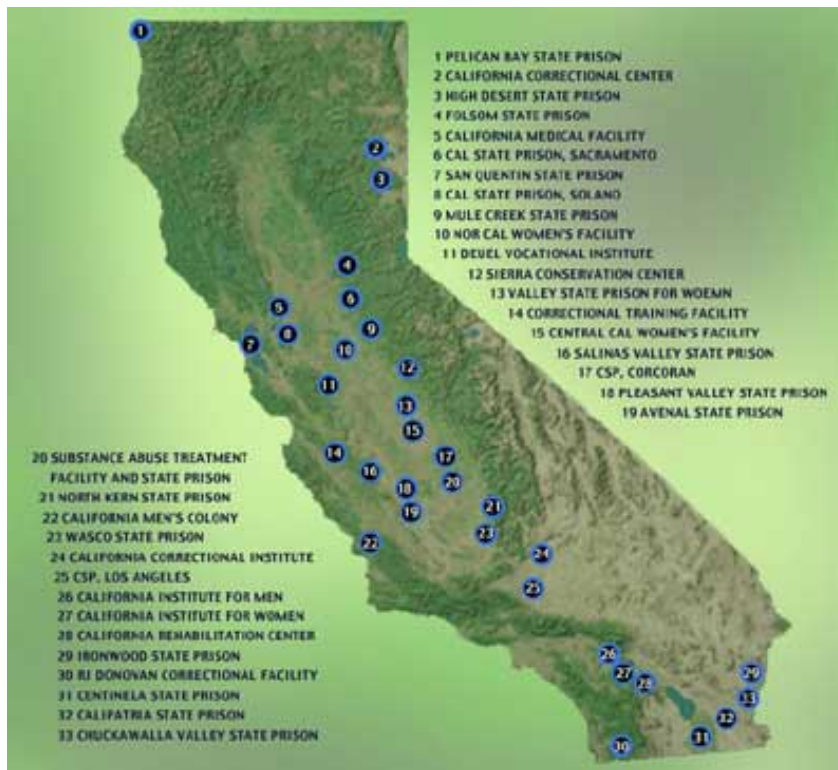 1 PELICAN BAY STATE PRISON
2 CALIFORNIA CORRECTIONAL CENTER
3 HIGH DESERT STATE PRISON
4 FOLSOM STATE PRISON
5 CALIFORNIA MEDICAL FACILITY
6 CAL STATE PRISON, SACRAMENTO
7 SAN QUENTIN STATE PRISON
8 CAL STATE PRISON, SOLANO
9 MULE CREEK STATE PRISON
10 NOR CAL WOMEN'S FACILITY
11 DEUEL VOCATIONAL INSTITUTE
12 SIERRA CONSERVATION CENTER
13 VALLEY STATE PRISON FOR WOEMN
14 CORRECTIONAL TRAINING FACILITY
15 CENTRAL CAL WOMEN'S FACILITY
16 SALINAS VALLEY STATE PRISON
17 CSP, CORCORAN
18 PLEASANT VALLEY STATE PRISON
19 AVENAL STATE PRISON
20 SUBSTANCE ABUSE TREATMENT
FACILITY AND STATE PRISON
21 NORTH KERN STATE PRISON
22 CALIFORNIA MEN'S COLONY
23 WASCO STATE PRISON
24 CALIFORNIA CORRECTIONAL INSTITUTE
25 CSP, LOS ANGELES
26 CALIFORNIA INSTITUTE FOR MEN
27 CALIFORNIA INSTITUTE FOR WOMEN
28 CALIFORNIA REHABILITATION CENTER
29 IRONWOOD STATE PRISON
30 RJ DONOVAN CORRECTIONAL FACILITY
31 CENTINELA STATE PRISON
32 CALIPATRIA STATE PRISON
33 CHUCKAWALLA VALLEY STATE PRISON
1
2
3
4
5
6
7
8
9
10
11
12
13
14
15
16
17
18
19
20
21
22
23
24
25
26
27
28
29
33
32
31
30